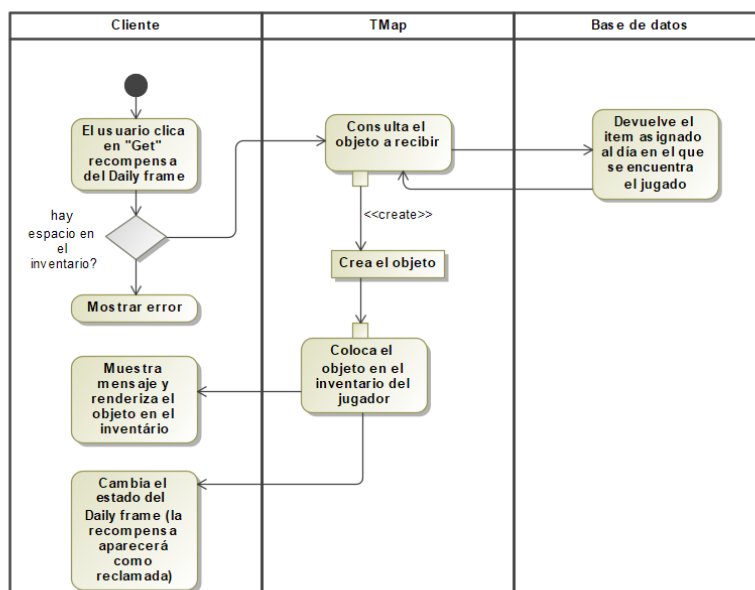 Cliente
TMap
Base de datos
El usuario clica
en "Get"
recompensa
del Daily frame
hay
espacio en
el
inventario?
Mostrar error
Muestra
mensaje y
renderiza el
objeto en el
inventário
Cambia el
estado del
Daily frame (la
recompensa
aparecerá
como
reclamada)
Consulta el
objeto a recibir
<<create>>
Crea el objeto
Coloca el
objeto en el
inventario del
jugador
Devuelve el
item asignado
al día en el que
se encuentra
el jugado